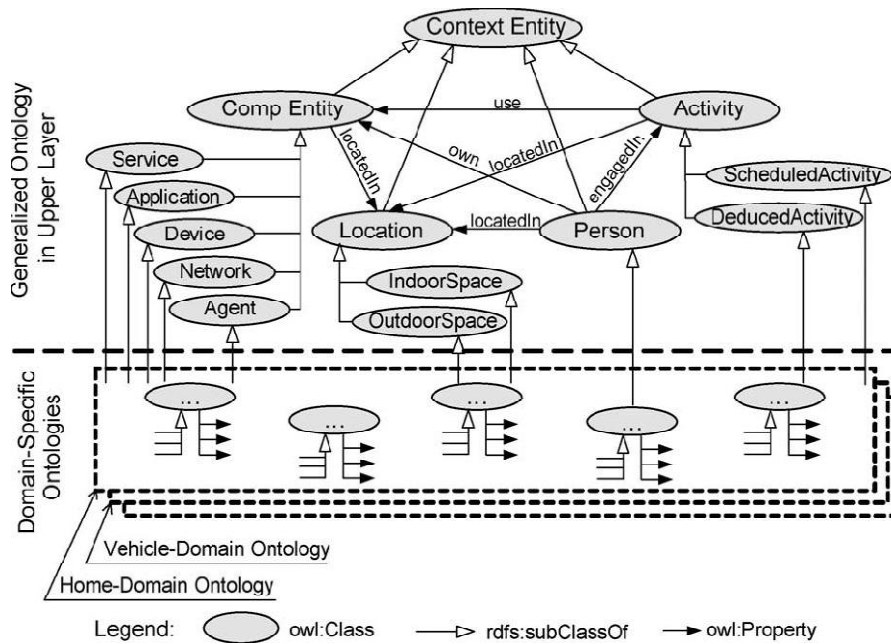 Context Entity
Generalized Ontology
in Upper Layer
Comp Entity
use
Activity
Service
locatedIn
own
locatedIn
engagedIn
ScheduledActivity
Application
DeducedActivity
Device
Location
locatedIn
Person
Network
IndoorSpace
Agent
OutdoorSpace
Domain-Specific
Ontologies
...
...
...
...
...
Vehicle-Domain Ontology
Home-Domain Ontology
Legend:
owl:Class
rdfs:subClassOf
owl:Property